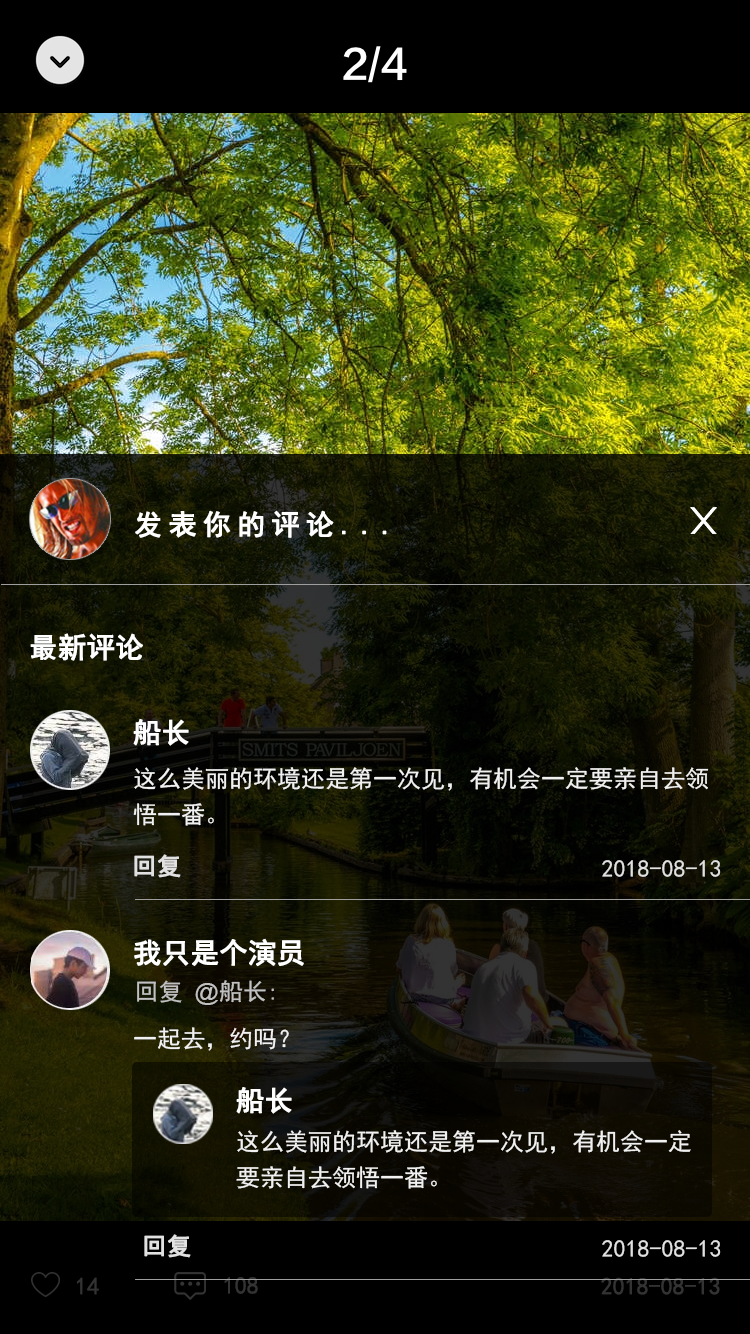 2/4
发表你的评论...
X
最新评论
船长
SMITS PAVILJOEN
这么美丽的环境还是第一次见，有机会一定要亲自去领
悟一番。
回复
2018-08-13
我只是个演员
回复 @船长:
一起去，约吗?
船长
这么美丽的环境还是第一次见，有机会一定
要亲自去领悟一番。
回复
2018-08-13
14
108
2018-08-13